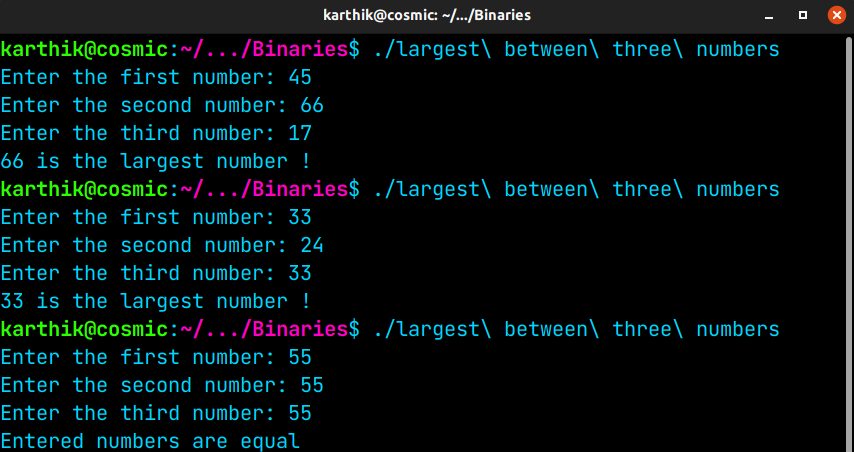 karthik@cosmic: ~/.../Binaries
karthik@cosmic:~/.../Binaries$ ./largest\ between\ three\ numbers
Enter the first number: 45
Enter the second number: 66
Enter the third number: 17
66 is the largest number !
karthik@cosmic:~/.../Binaries$ ./largest\ between\ three\ numbers
Enter the first number: 33
Enter the second number: 24
Enter the third number: 33
33 is the largest number !
karthik@cosmic:~/.../Binaries$ ./largest\ between\ three\ numbers
Enter the first number: 55
Enter the second number: 55
Enter the third number: 55
Entered numbers are equal